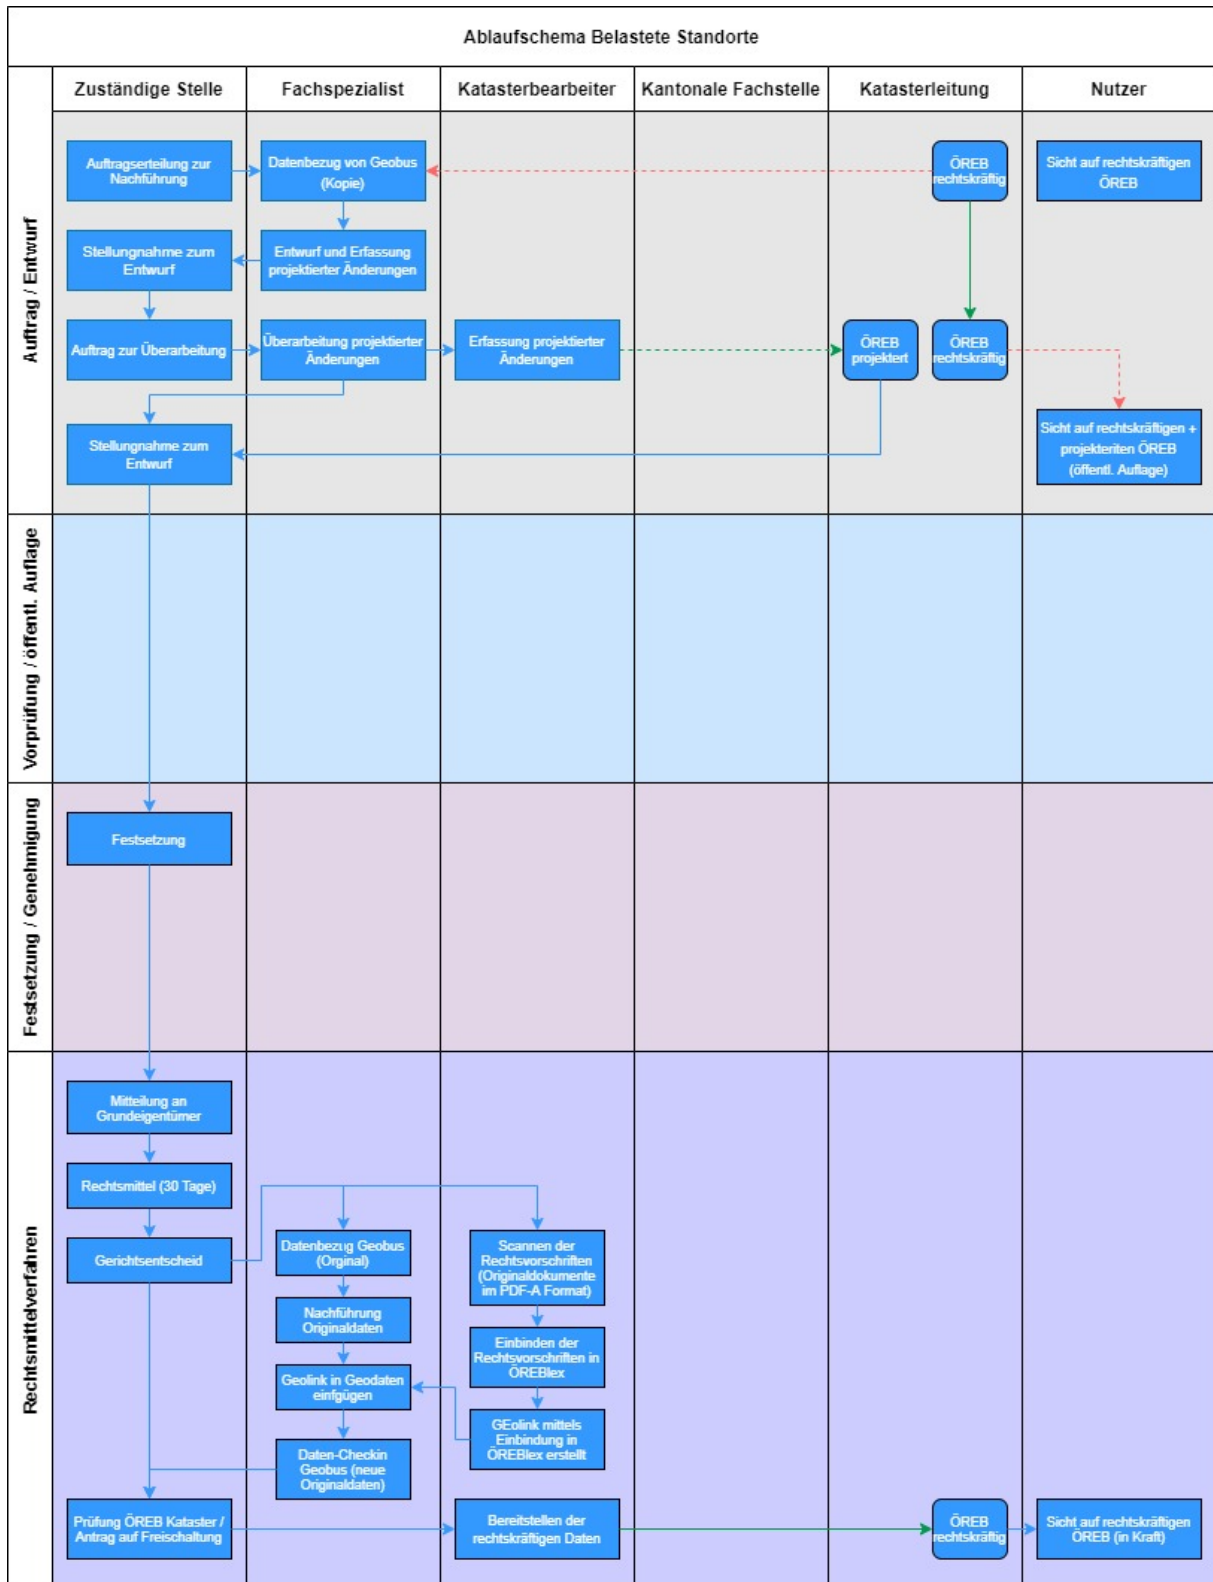 Ablaufschema Belastete Standorte
Zuständige Stelle
Fachspezialist
Katasterbearbeiter
Kantonale Fachstelle
Katasterleitung
Nutzer
Auftrag / Entwurf
Auftragserteilung zur
Nachführung
Datenbezug von Geobus
(Kopie)
ÖREB
rechtskräftig
Sicht auf rechtskräftigen
ÖREB
Stellungnahme zum
Entwurf
Entwurf und Erfassung
projektierter Änderungen
Auftrag zur Überarbeitung
Überarbeitung projektierter
Änderungen
Erfassung projektierter
Änderungen
ÖREB
projektert
ÖREB
rechtskräftig
Stellungnahme zum
Entwurf
Sicht auf rechtskräftigen +
projekteriten ÖREB
(öffentl. Auflage)
Vorprüfung / öffentl. Auflage
Festsetzung / Genehmigung
Festsetzung
Rechtsmittelverfahren
Mitteilung an
Grundeigentümer
Rechtsmittel (30 Tage)
Gerichtsentscheid
Datenbezug Geobus
(Orginal)
Scannen der
Rechtsvorschriften
(Originaldokumente
im PDF-A Format)
Nachführung
Originaldaten
Einbinden der
Rechtsvorschriften in
ÖREBlex
Geolink in Geodaten
einfgügen
GEolink mittels
Einbindung in
ÖREBlex erstellt
Daten-Checkin
Geobus (neue
Originaldaten)
Prüfung ÖREB Kataster /
Antrag auf Freischaltung
Bereitstellen der
rechtskräftigen Daten
ÖREB
rechtskräftig
Sicht auf rechtskräftigen
ÖREB (in Kraft)